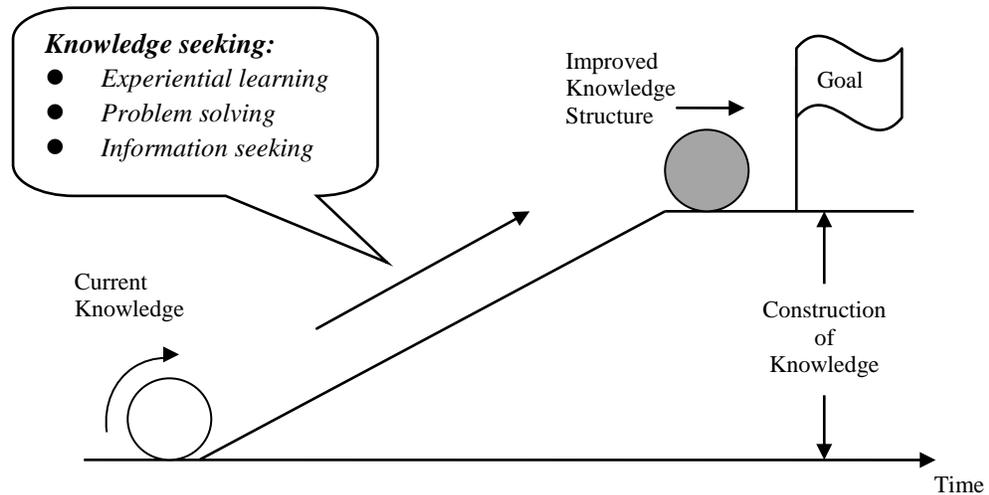 Knowledge seeking:
● Experiential learning
● Problem solving
● Information seeking
Improved
Knowledge
Structure
Goal
Current
Knowledge
Construction
of
Knowledge
Time